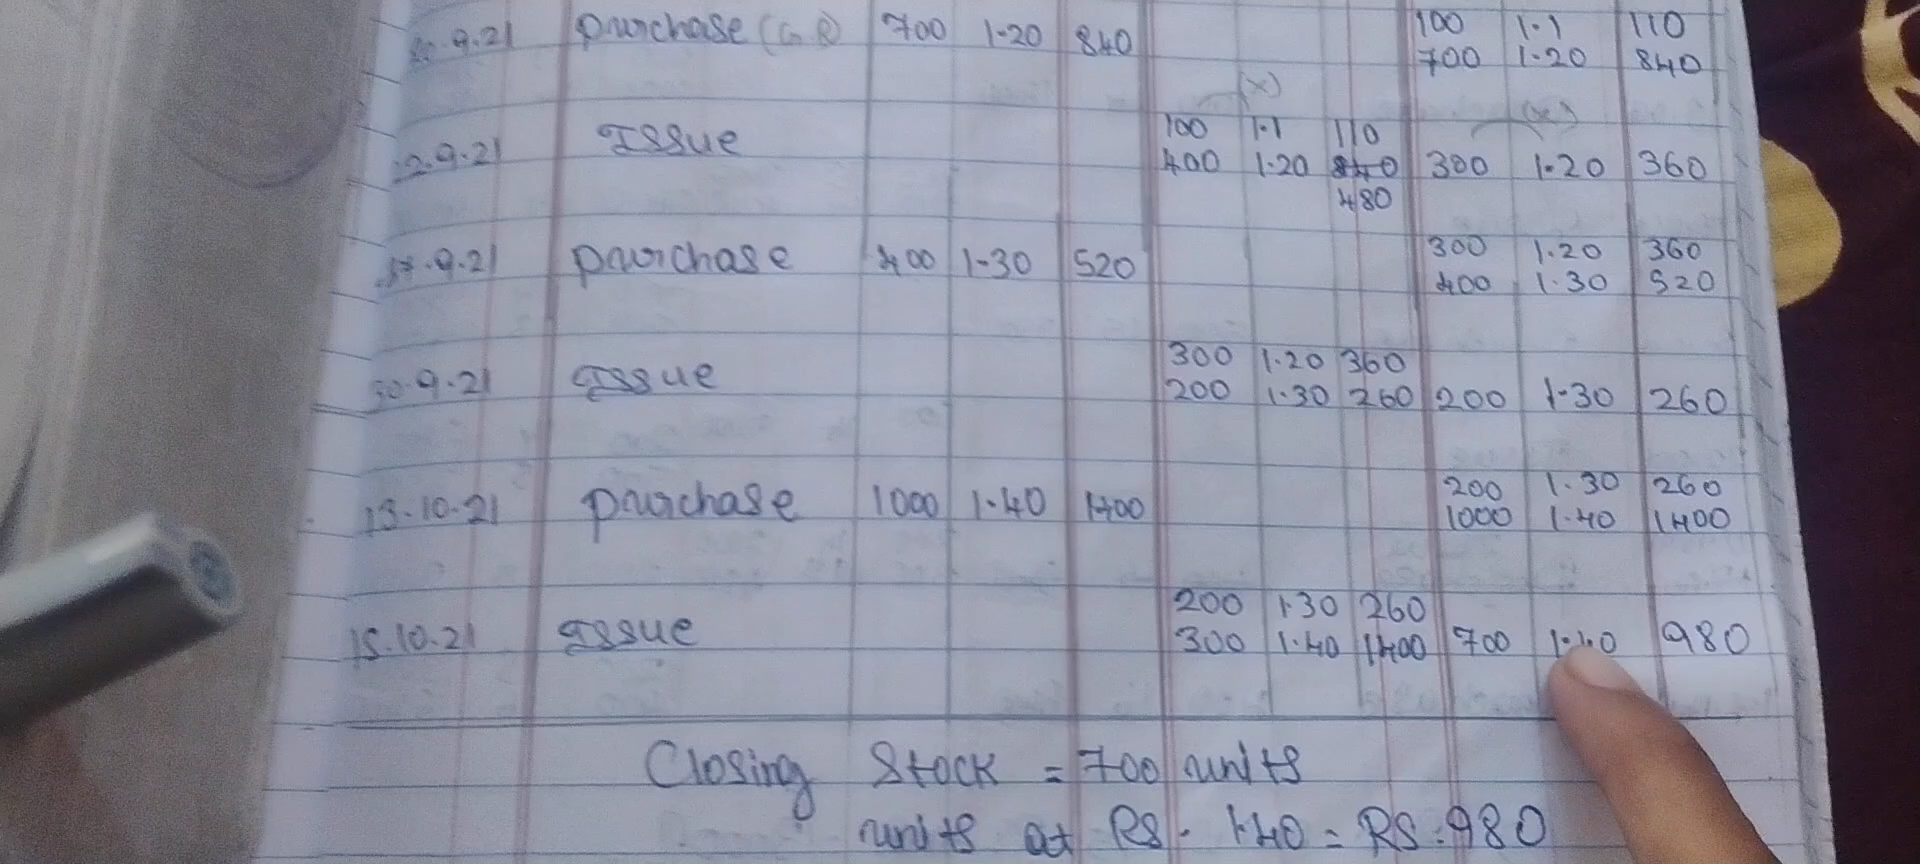 .9.21 purchase (G.R) 700 1.20 840 100 1.1 110
700 1.20 840
(x)
100 1.1 110
.9.21 Issue 400 1.20 840 300 1.20 360
480
.9.21 purchase 400 1.30 520 300 1.20 360
400 1.30 520
300 1.20 360
30.9.21 Issue 200 1.30 260 200 1.30 260
13.10.21 purchase 1000 1.40 1400 200 1.30 260
1000 1.40 1400
200 1.30 260
15.10.21 Issue 300 1.40 1400 700 1.40 980
Closing Stock = 700 units
units at RS. 1.40 = RS. 980